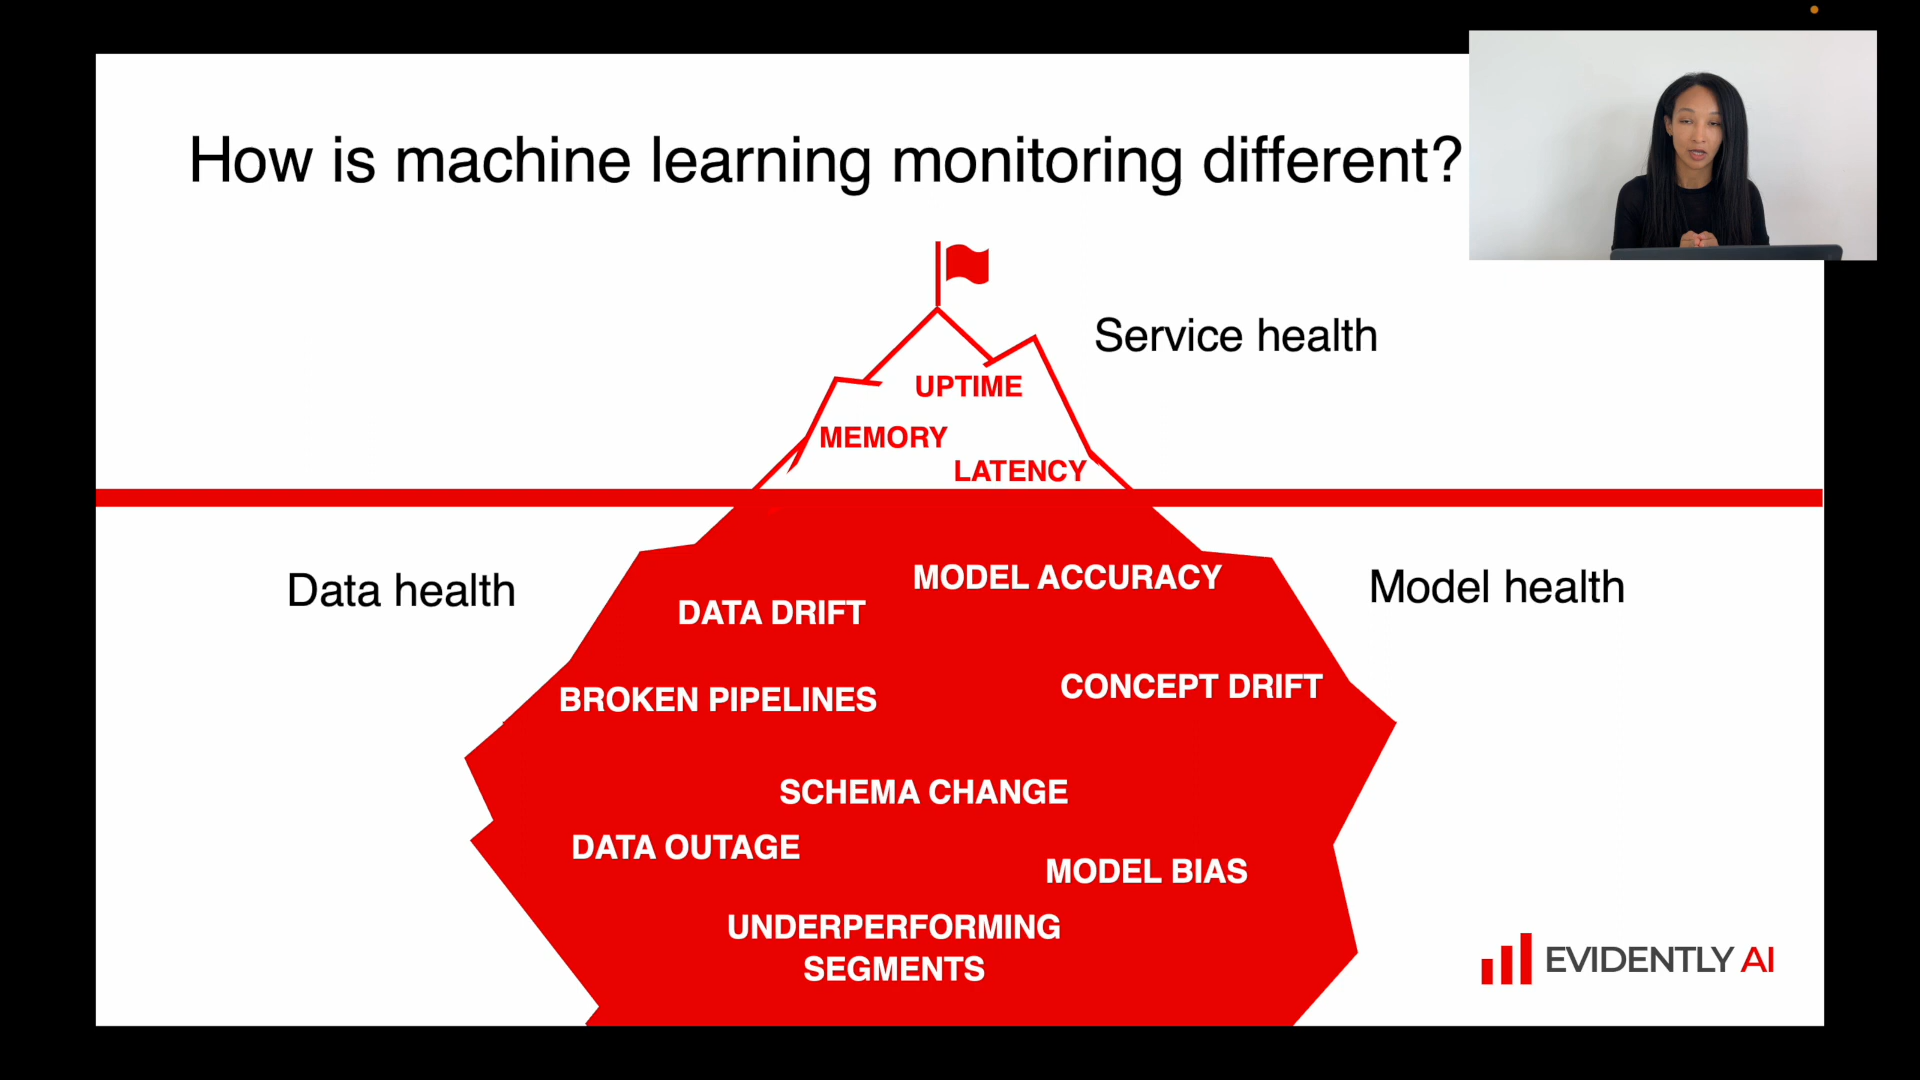 How is machine learning monitoring different?
Service health
UPTIME
MEMORY
LATENCY
Data health
Model health
MODEL ACCURACY
DATA DRIFT
CONCEPT DRIFT
BROKEN PIPELINES
SCHEMA CHANGE
DATA OUTAGE
MODEL BIAS
UNDERPERFORMING
SEGMENTS
EVIDENTLY AI